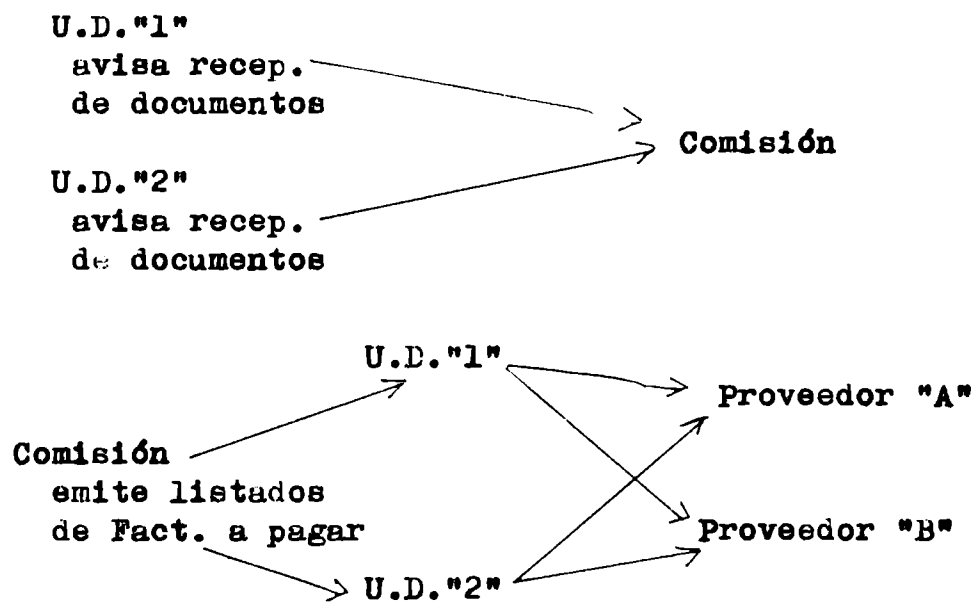 U.D."1"
avisa recep.
de documentos
Comisión
U.D."2"
avisa recep.
de documentos
U.D."1"
Proveedor "A"
Comisión
emite listados
de Fact. a pagar
Proveedor "B"
U.D."2"